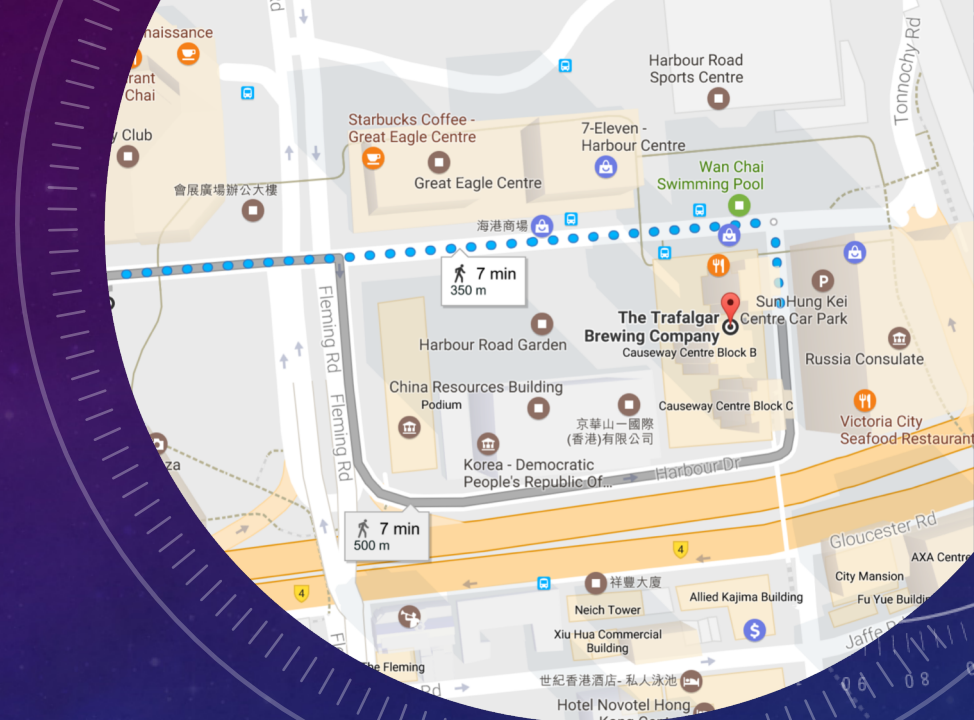 naissance
rant
Chai
y Club
會展廣場辦公大樓
Starbucks Coffee -
Great Eagle Centre
Great Eagle Centre
7-Eleven -
Harbour Centre
Harbour Road
Sports Centre
Tonnochy Rd
Wan Chai
Swimming Pool
海港商場
7 min
350 m
Fleming Rd
Fleming Rd
The Trafalgar
Brewing Company
Causeway Centre Block B
P
Sun Hung Kei
Centre Car Park
Russia Consulate
Harbour Road Garden
China Resources Building
Podium
京華山一國際
(香港)有限公司
Causeway Centre Block C
Victoria City
Seafood Restaurant
Korea - Democratic
People's Republic Of...
Harbour Dr
za
7 min
500 m
Gloucester Rd
4
4
AXA Centre
City Mansion
Fu Yue Buildin
祥豐大廈
Neich Tower
Allied Kajima Building
$
Xiu Hua Commercial
Building
Jaffe R
The Fleming
Rd
世紀香港酒店- 私人泳池
Hotel Novotel Hong
06 08